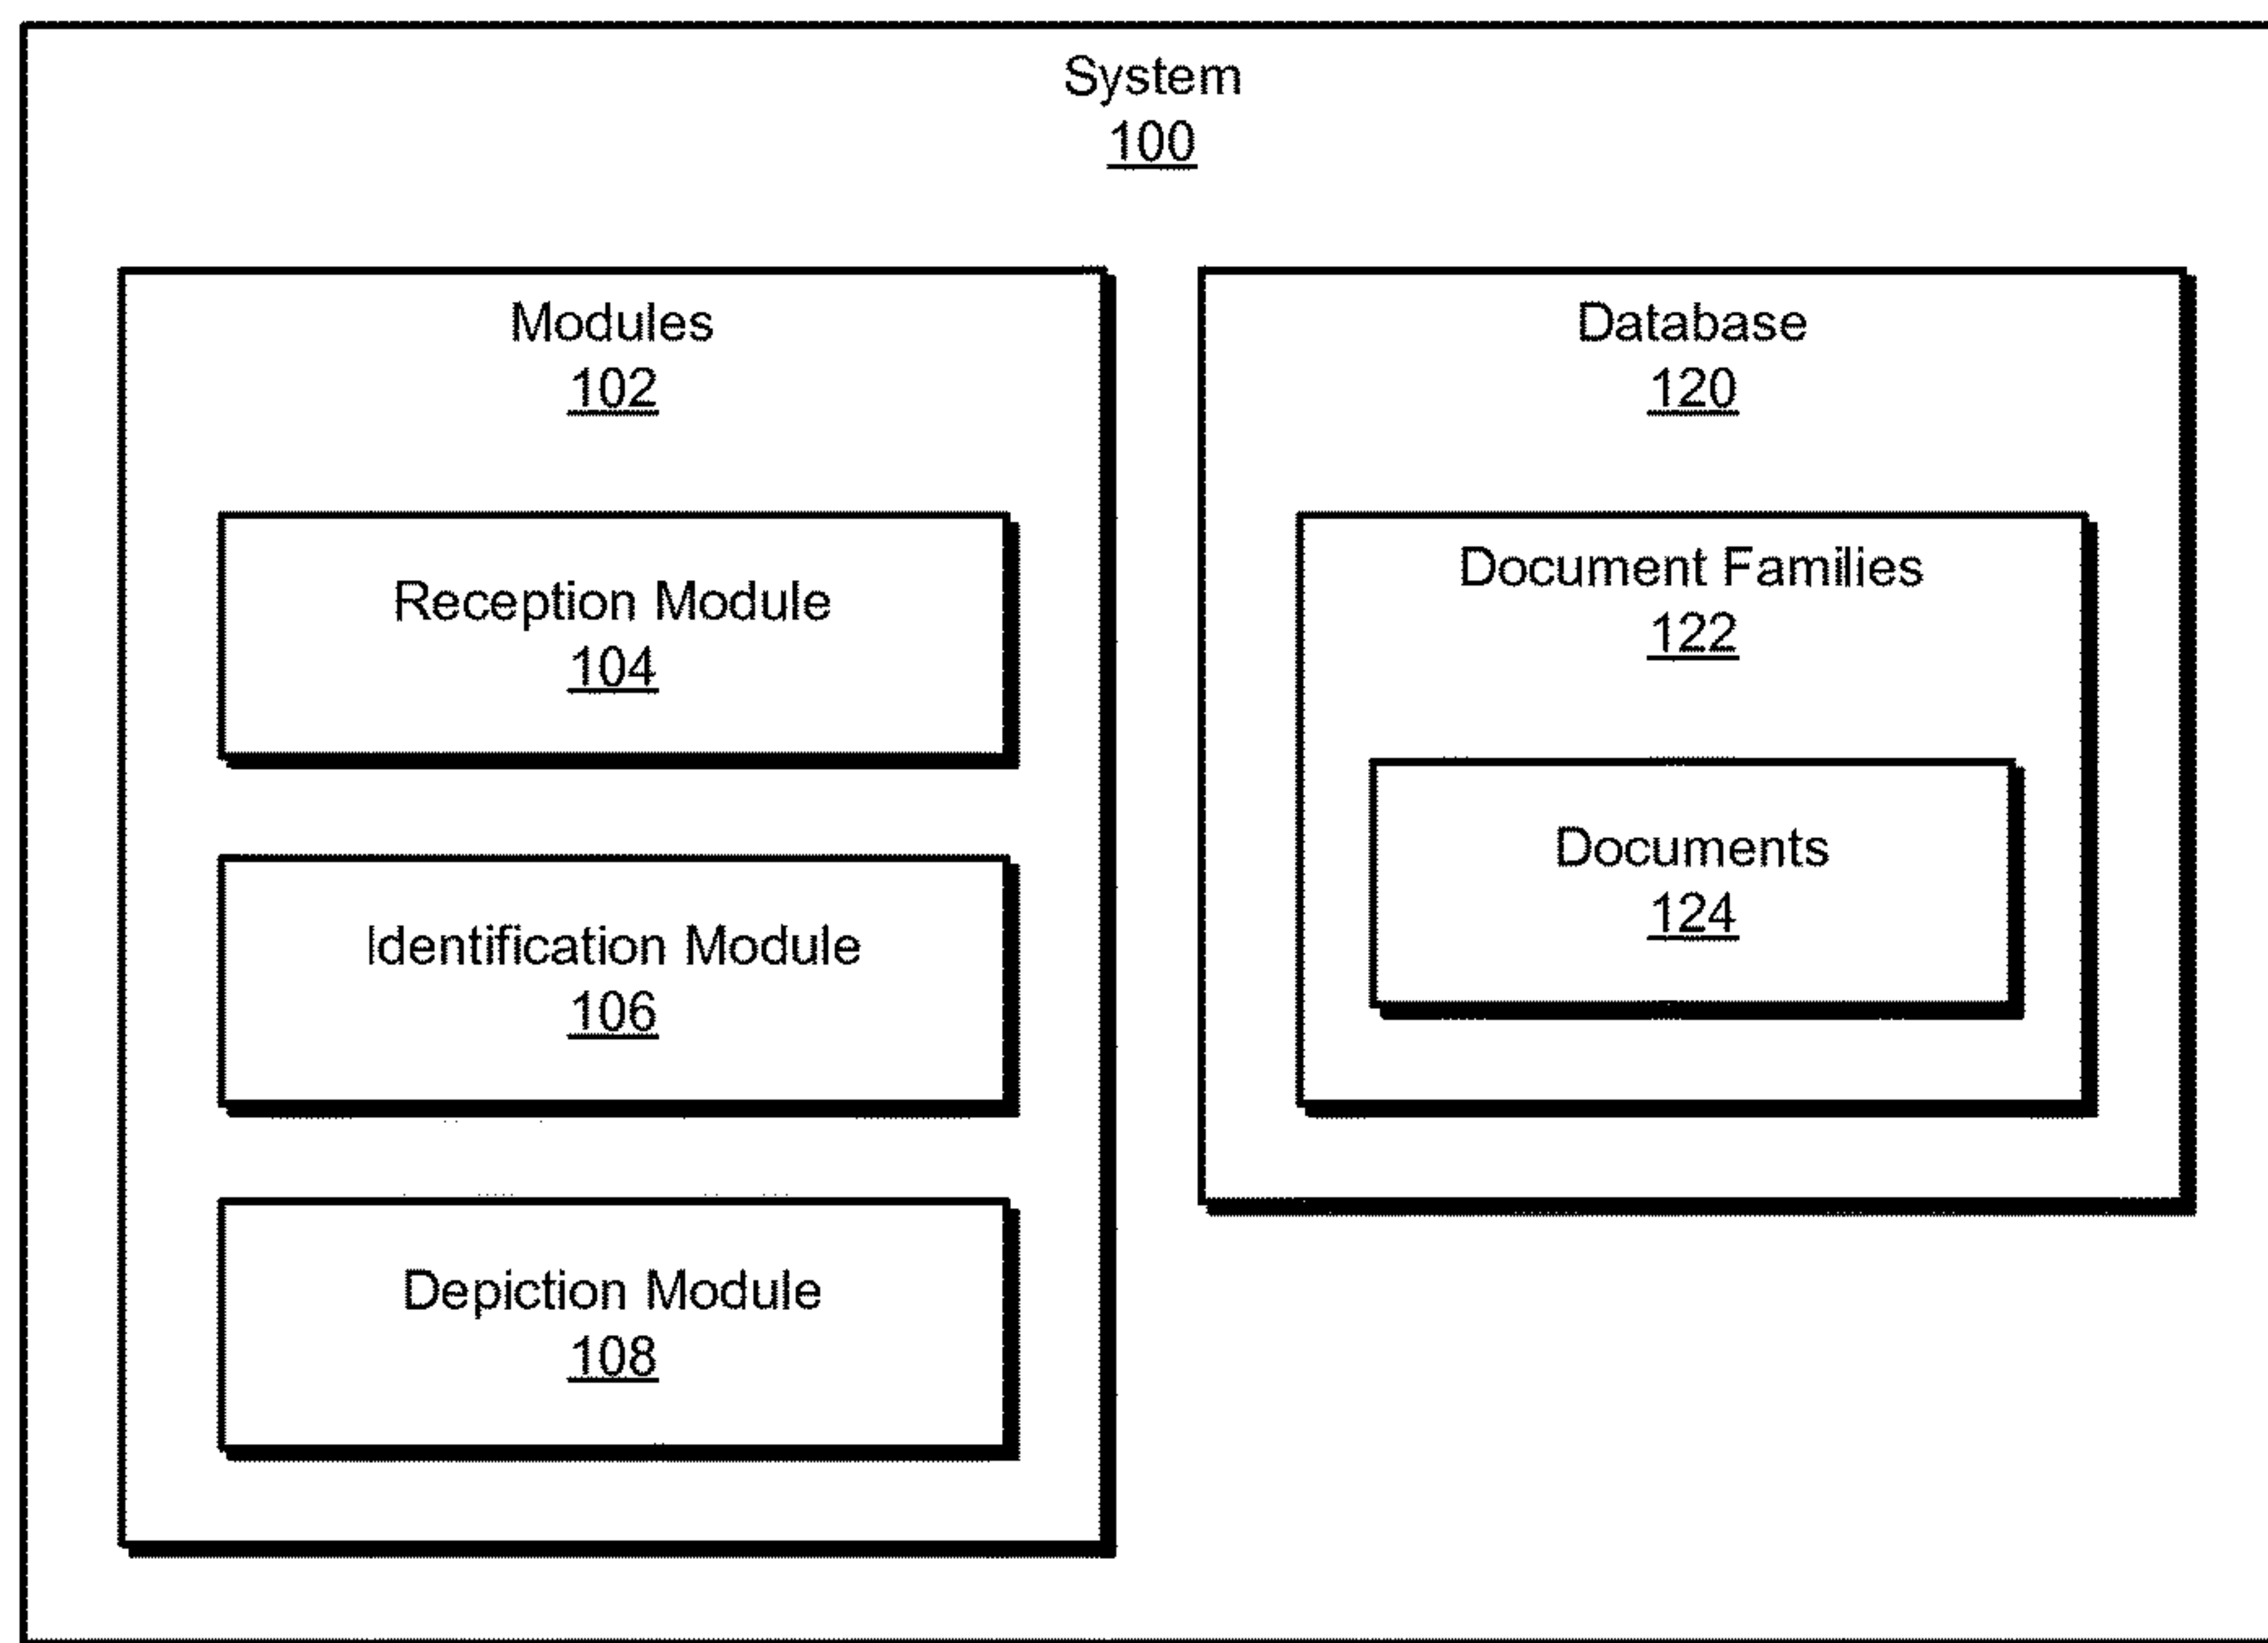 System
100
Modules
102
Reception Module
104
Identification Module
106
Depiction Module
108
Database
120
Document Families
122
Documents
124